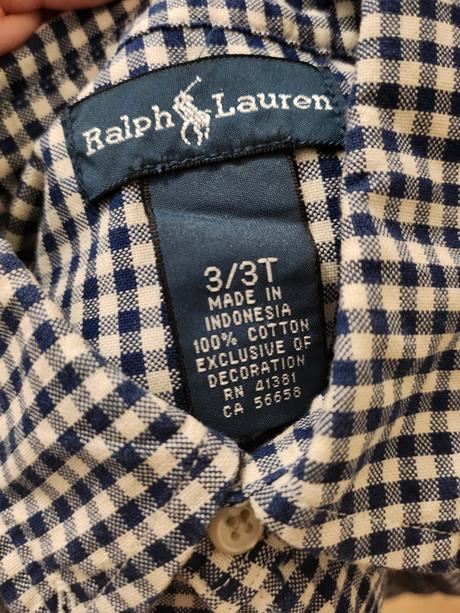 Ralph Lauren
3/3T
MADE IN
INDONESIA
100% COTTON
EXCLUSIVE OF
DECORATION
RN 41381
CA 56658